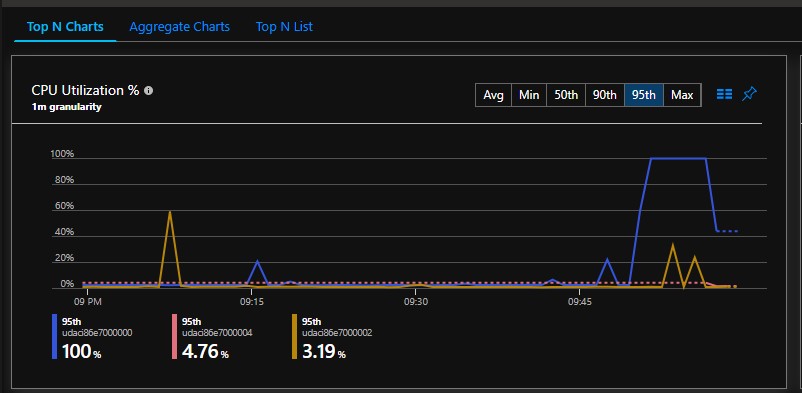 Top N Charts Aggregate Charts Top N List
CPU Utilization %
1m granularity
Avg Min 50th 90th 95th Max
100%
80%
60%
40%
20%
0%
09 PM 09:15 09:30 09:45
95th
udaci86e7000000
100 %
95th
udaci86e7000004
4.76 %
95th
udaci86e7000002
3.19 %